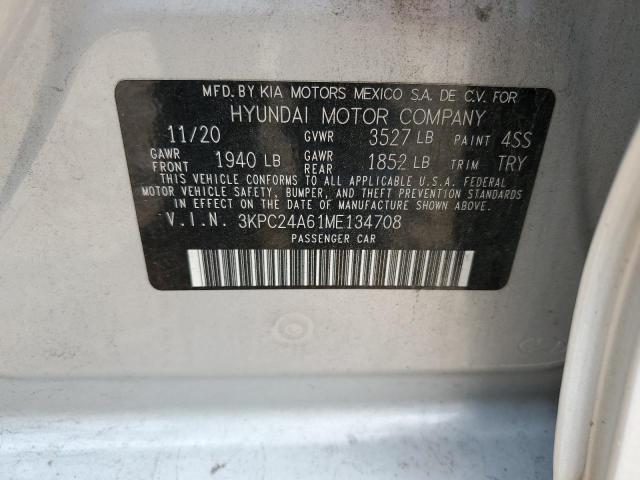 MFD. BY KIA MOTORS MEXICO S.A. DE C.V. FOR
HYUNDAI MOTOR COMPANY
11/20 GVWR 3527 LB PAINT 4SS
GAWR FRONT 1940 LB GAWR REAR 1852 LB TRIM TRY
THIS VEHICLE CONFORMS TO ALL APPLICABLE U.S.A. FEDERAL
MOTOR VEHICLE SAFETY, BUMPER, AND THEFT PREVENTION STANDARDS
IN EFFECT ON THE DATE OF MANUFACTURE SHOWN ABOVE.
V.I.N. 3KPC24A61ME134708
PASSENGER CAR